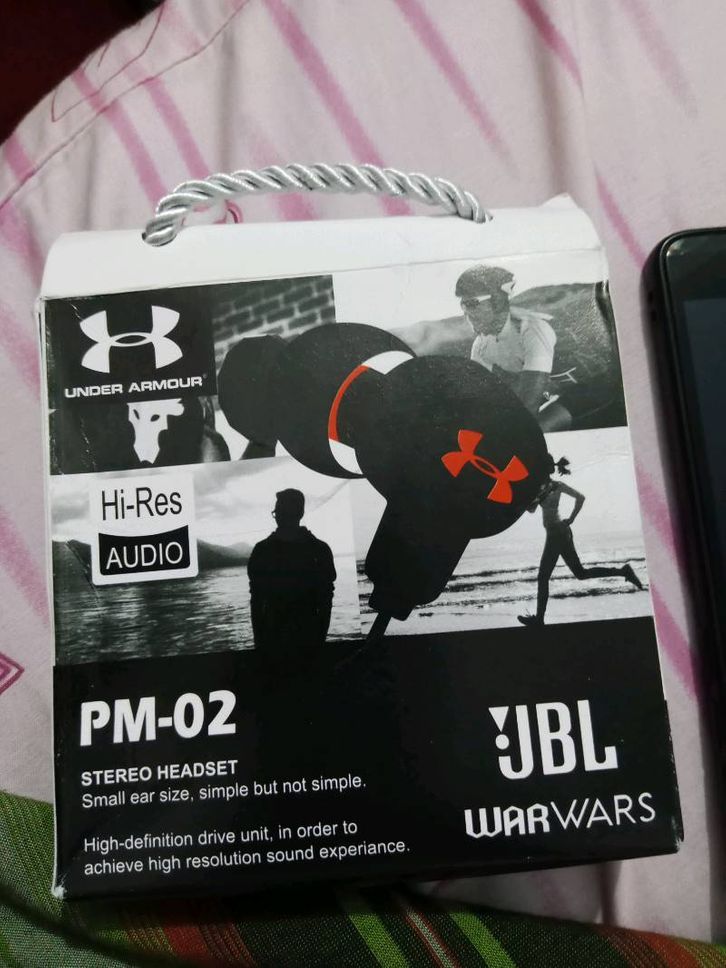 UNDER ARMOUR
Hi-Res
AUDIO
PM-02
STEREO HEADSET
Small ear size, simple but not simple.
High-definition drive unit, in order to
achieve high resolution sound experiance.
JBL
WARWARS